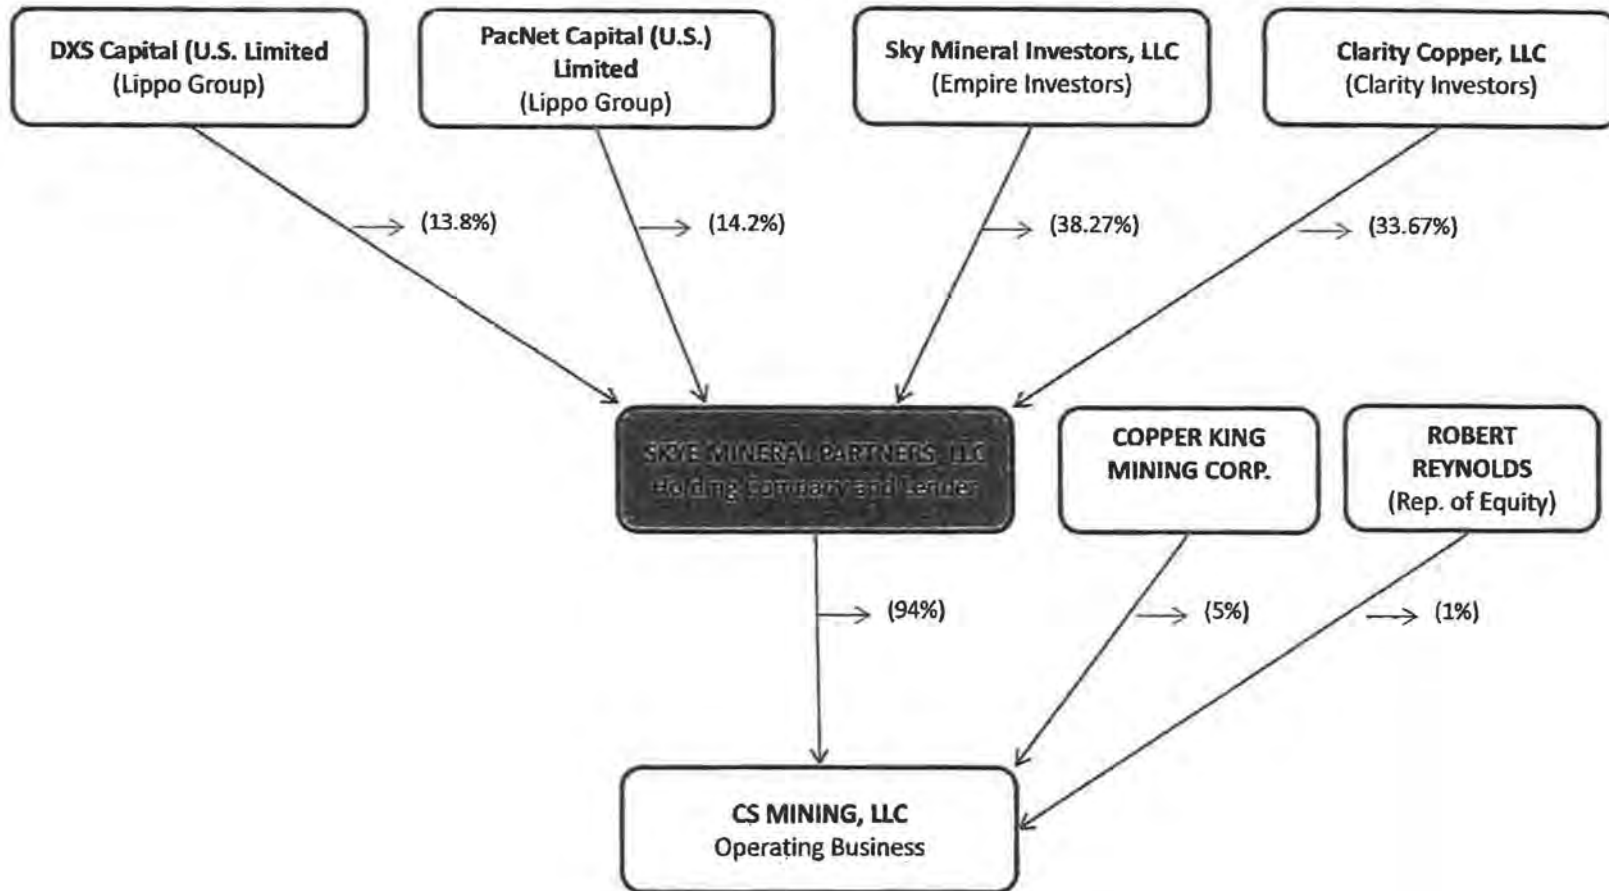 DXS Capital (U.S. Limited
(Lippo Group)
PacNet Capital (U.S.)
Limited
(Lippo Group)
Sky Mineral Investors, LLC
(Empire Investors)
Clarity Copper, LLC
(Clarity Investors)
(13.8%)
(14.2%)
(38.27%)
(33.67%)
SKYE MINERAL PARTNERS, LLC
Holding Company and Lender
COPPER KING
MINING CORP.
ROBERT
REYNOLDS
(Rep. of Equity)
(94%)
(5%)
(1%)
CS MINING, LLC
Operating Business